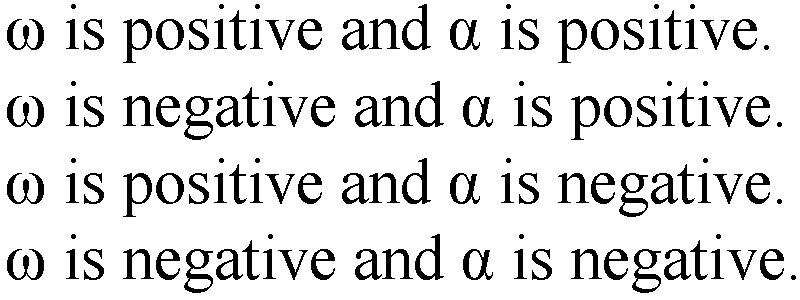 ω is positive and α is positive.
ω is negative and α is positive.
ω is positive and α is negative.
ω is negative and α is negative.